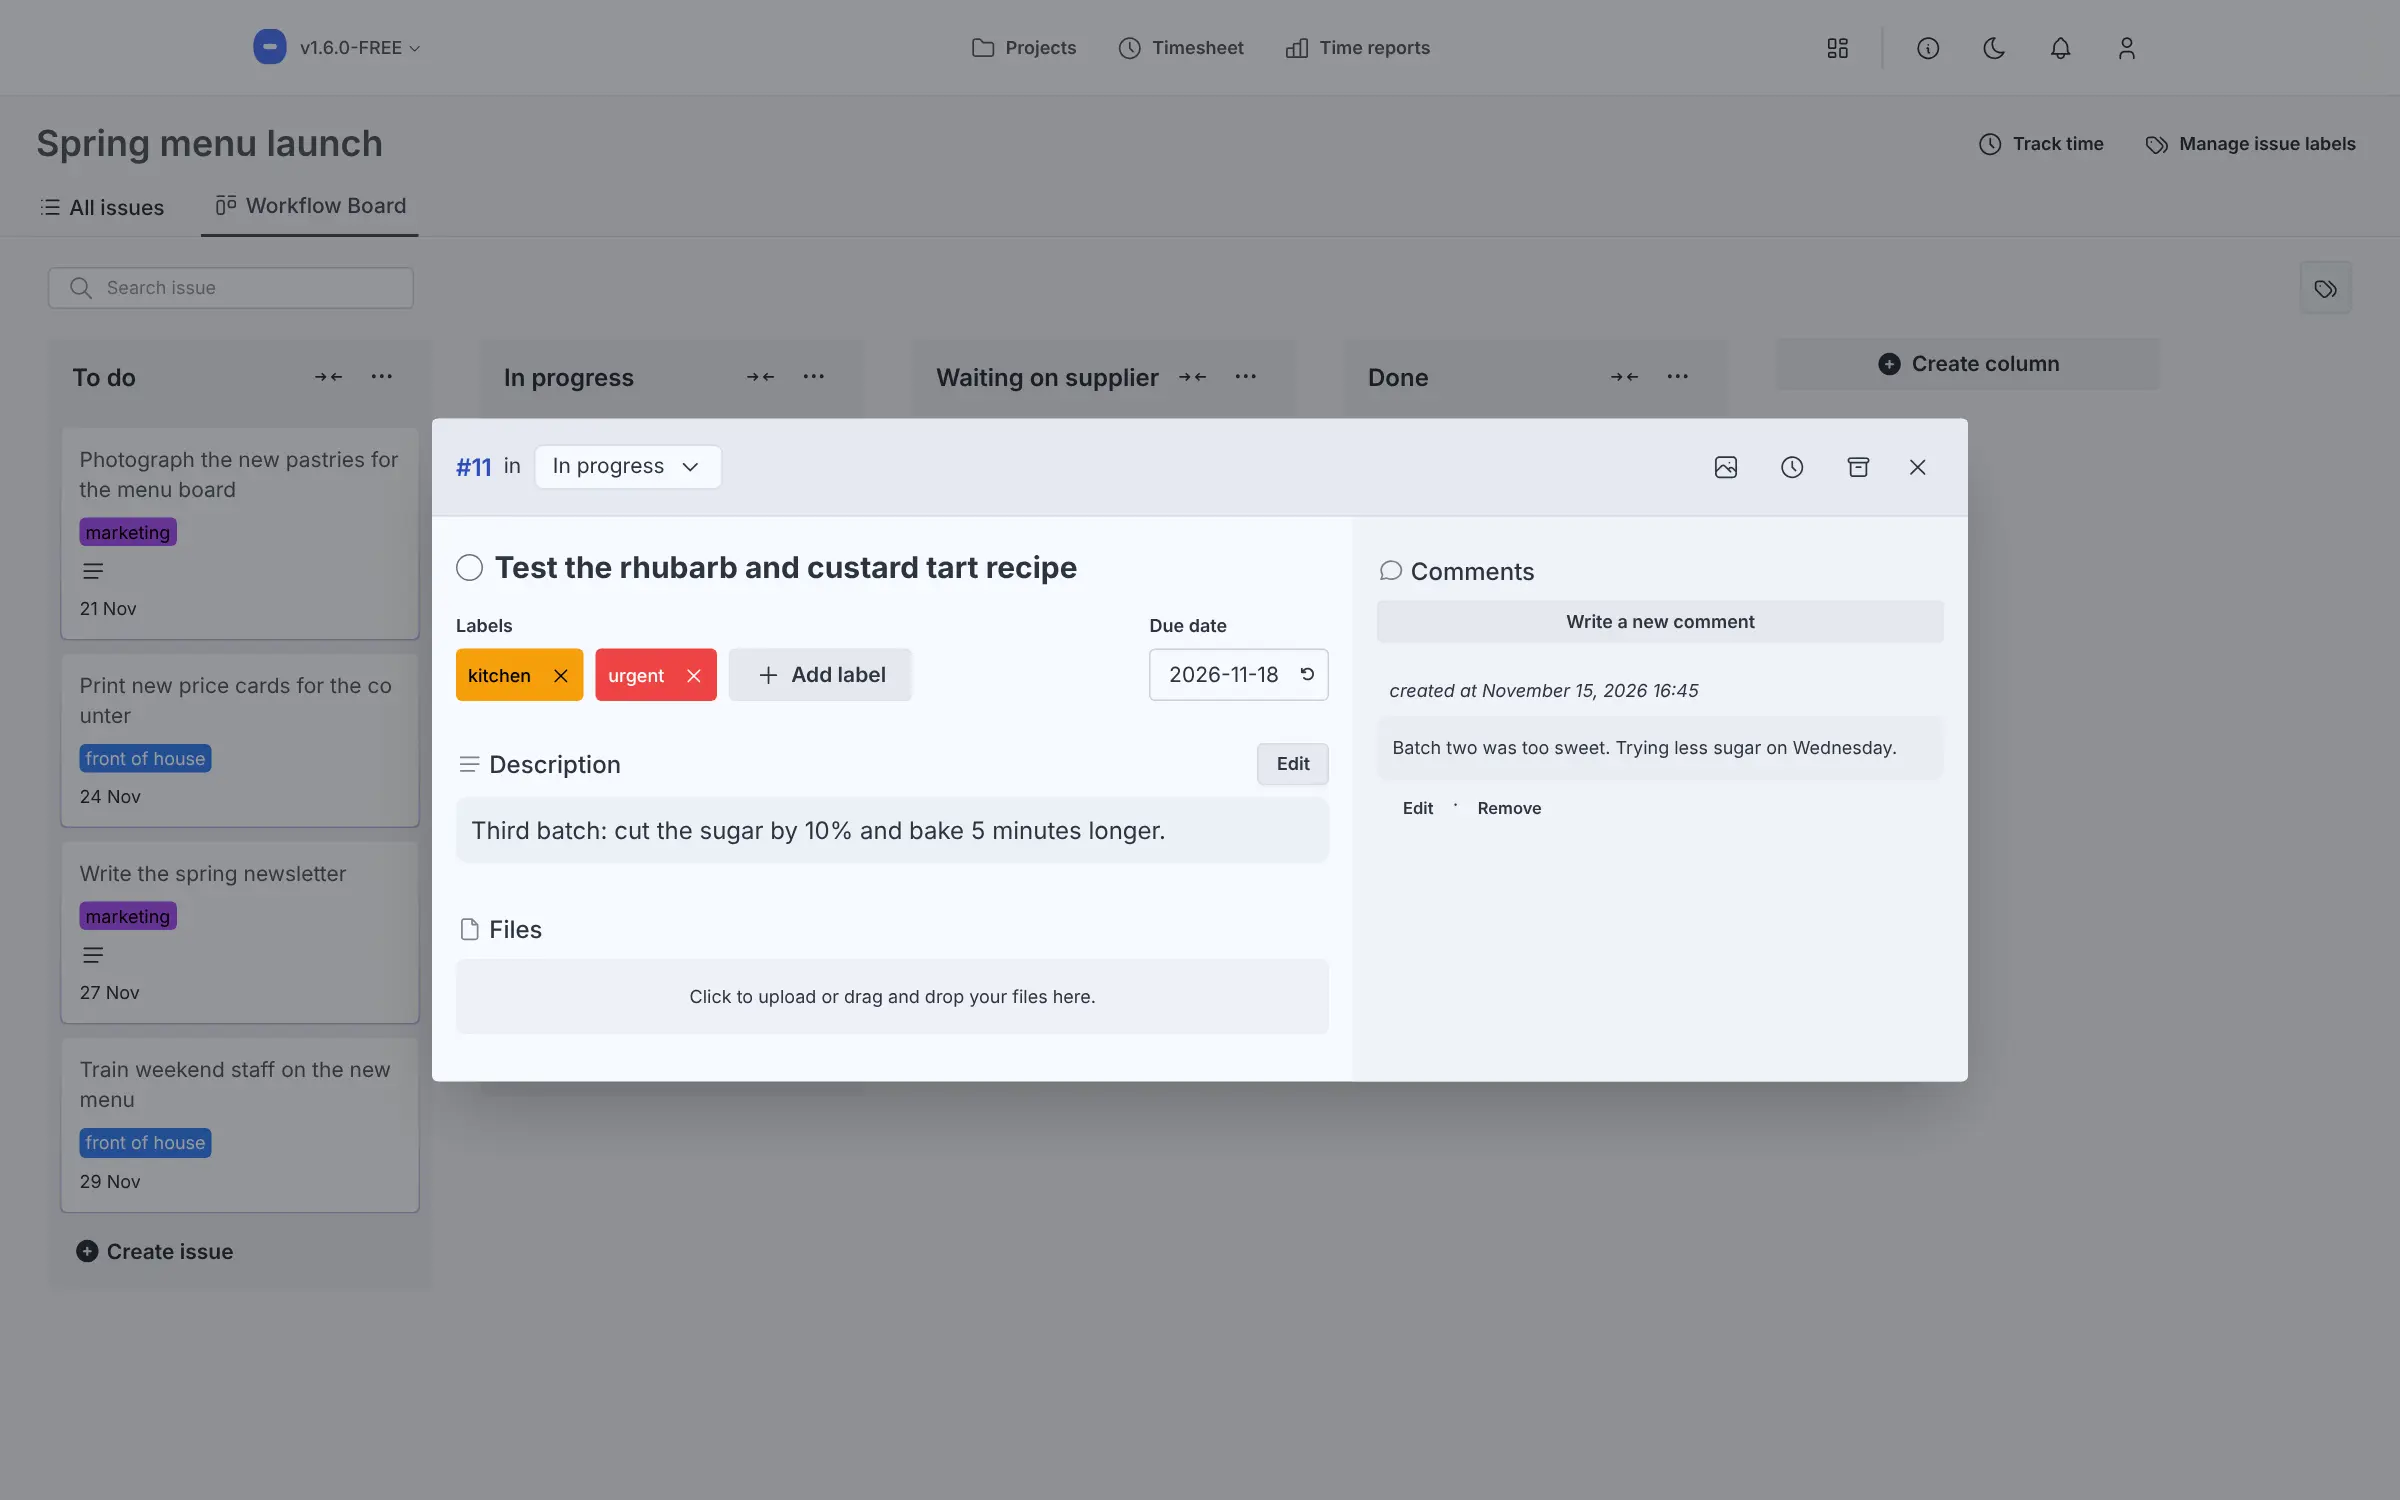 v1.6.0-FREE
Projects
Timesheet
Time reports
Spring menu launch
Track time
Manage issue labels
All issues
Workflow Board
Search issue
To do
In progress
Waiting on supplier
Done
Create column
Photograph the new pastries for
the menu board
marketing
21 Nov
Print new price cards for the co
unter
front of house
24 Nov
Write the spring newsletter
marketing
27 Nov
Train weekend staff on the new
menu
front of house
29 Nov
Create issue
#11 in In progress
Test the rhubarb and custard tart recipe
Labels
kitchen
urgent
Add label
Due date
2026-11-18
Description
Edit
Third batch: cut the sugar by 10% and bake 5 minutes longer.
Files
Click to upload or drag and drop your files here.
Comments
Write a new comment
created at November 15, 2026 16:45
Batch two was too sweet. Trying less sugar on Wednesday.
Edit · Remove